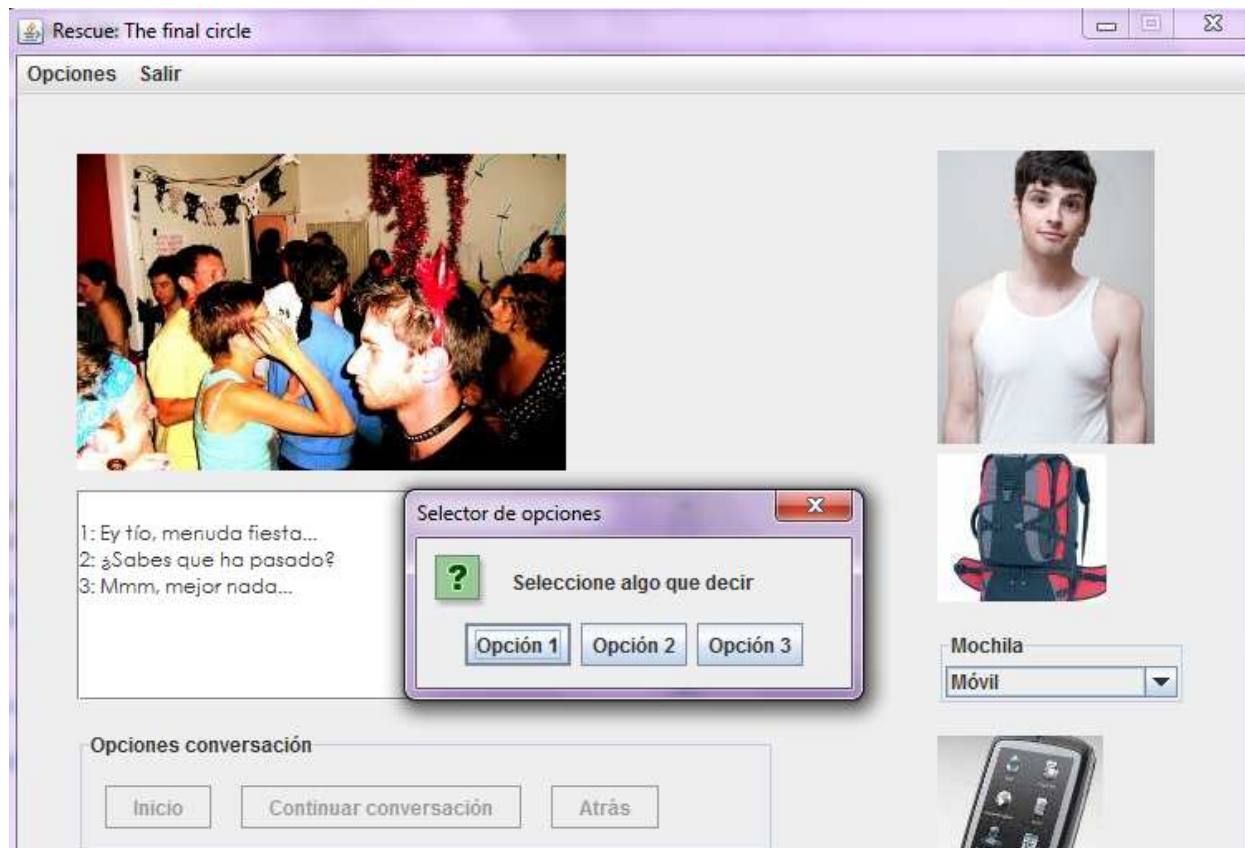 Rescue: The final circle
Opciones Salir
1: Ey tío, menuda fiesta...
2: ¿Sabes que ha pasado?
3: Mmm, mejor nada...
Selector de opciones
Seleccione algo que decir
Opción 1 Opción 2 Opción 3
Mochila
Móvil
Opciones conversación
Inicio Continuar conversación Atrás